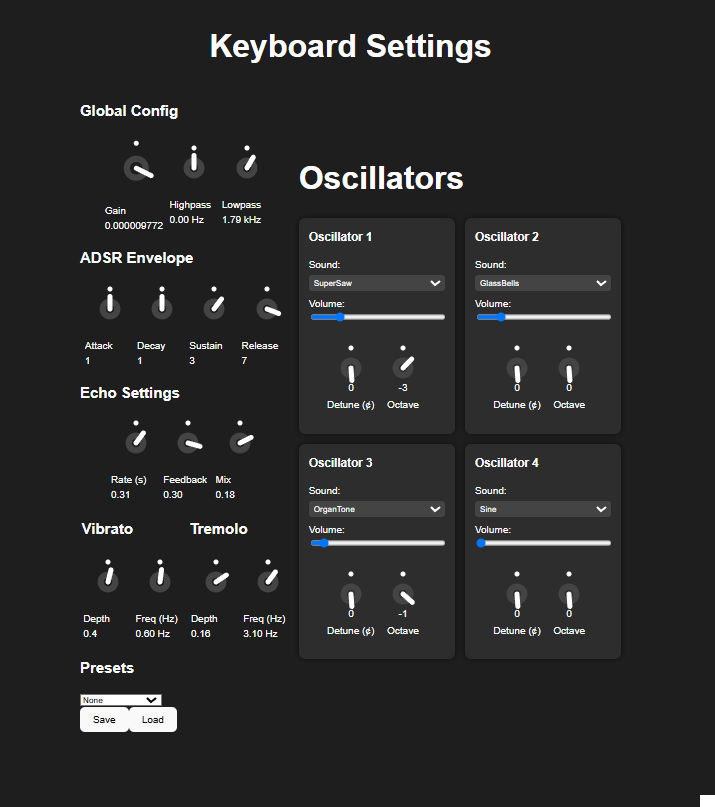 Keyboard Settings
Global Config
Gain
0.000009772
Highpass
0.00 Hz
Lowpass
1.79 kHz
ADSR Envelope
Attack
1
Decay
1
Sustain
3
Release
7
Echo Settings
Rate (s)
0.31
Feedback
0.30
Mix
0.18
Vibrato
Depth
0.4
Freq (Hz)
0.60 Hz
Tremolo
Depth
0.16
Freq (Hz)
3.10 Hz
Presets
None
Save
Load
Oscillators
Oscillator 1
Sound:
SuperSaw
Volume:
0
Detune (¢)
-3
Octave
Oscillator 2
Sound:
GlassBells
Volume:
0
Detune (¢)
0
Octave
Oscillator 3
Sound:
OrganTone
Volume:
0
Detune (¢)
-1
Octave
Oscillator 4
Sound:
Sine
Volume:
0
Detune (¢)
0
Octave